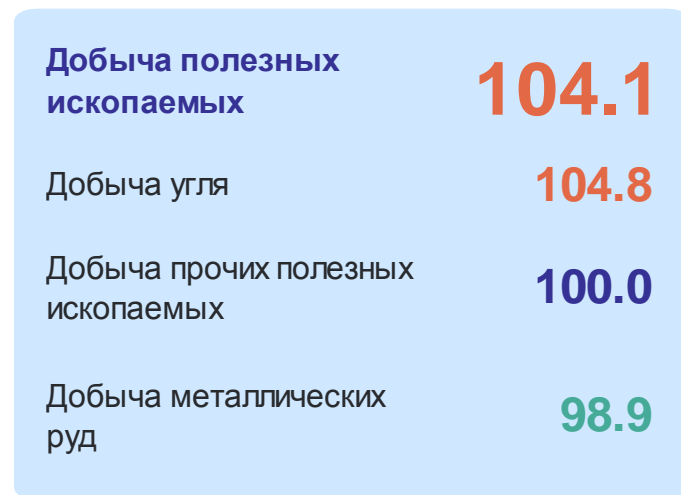 Добыча полезных
ископаемых
104.1
Добыча угля
104.8
Добыча прочих полезных
ископаемых
100.0
Добыча металлических
руд
98.9